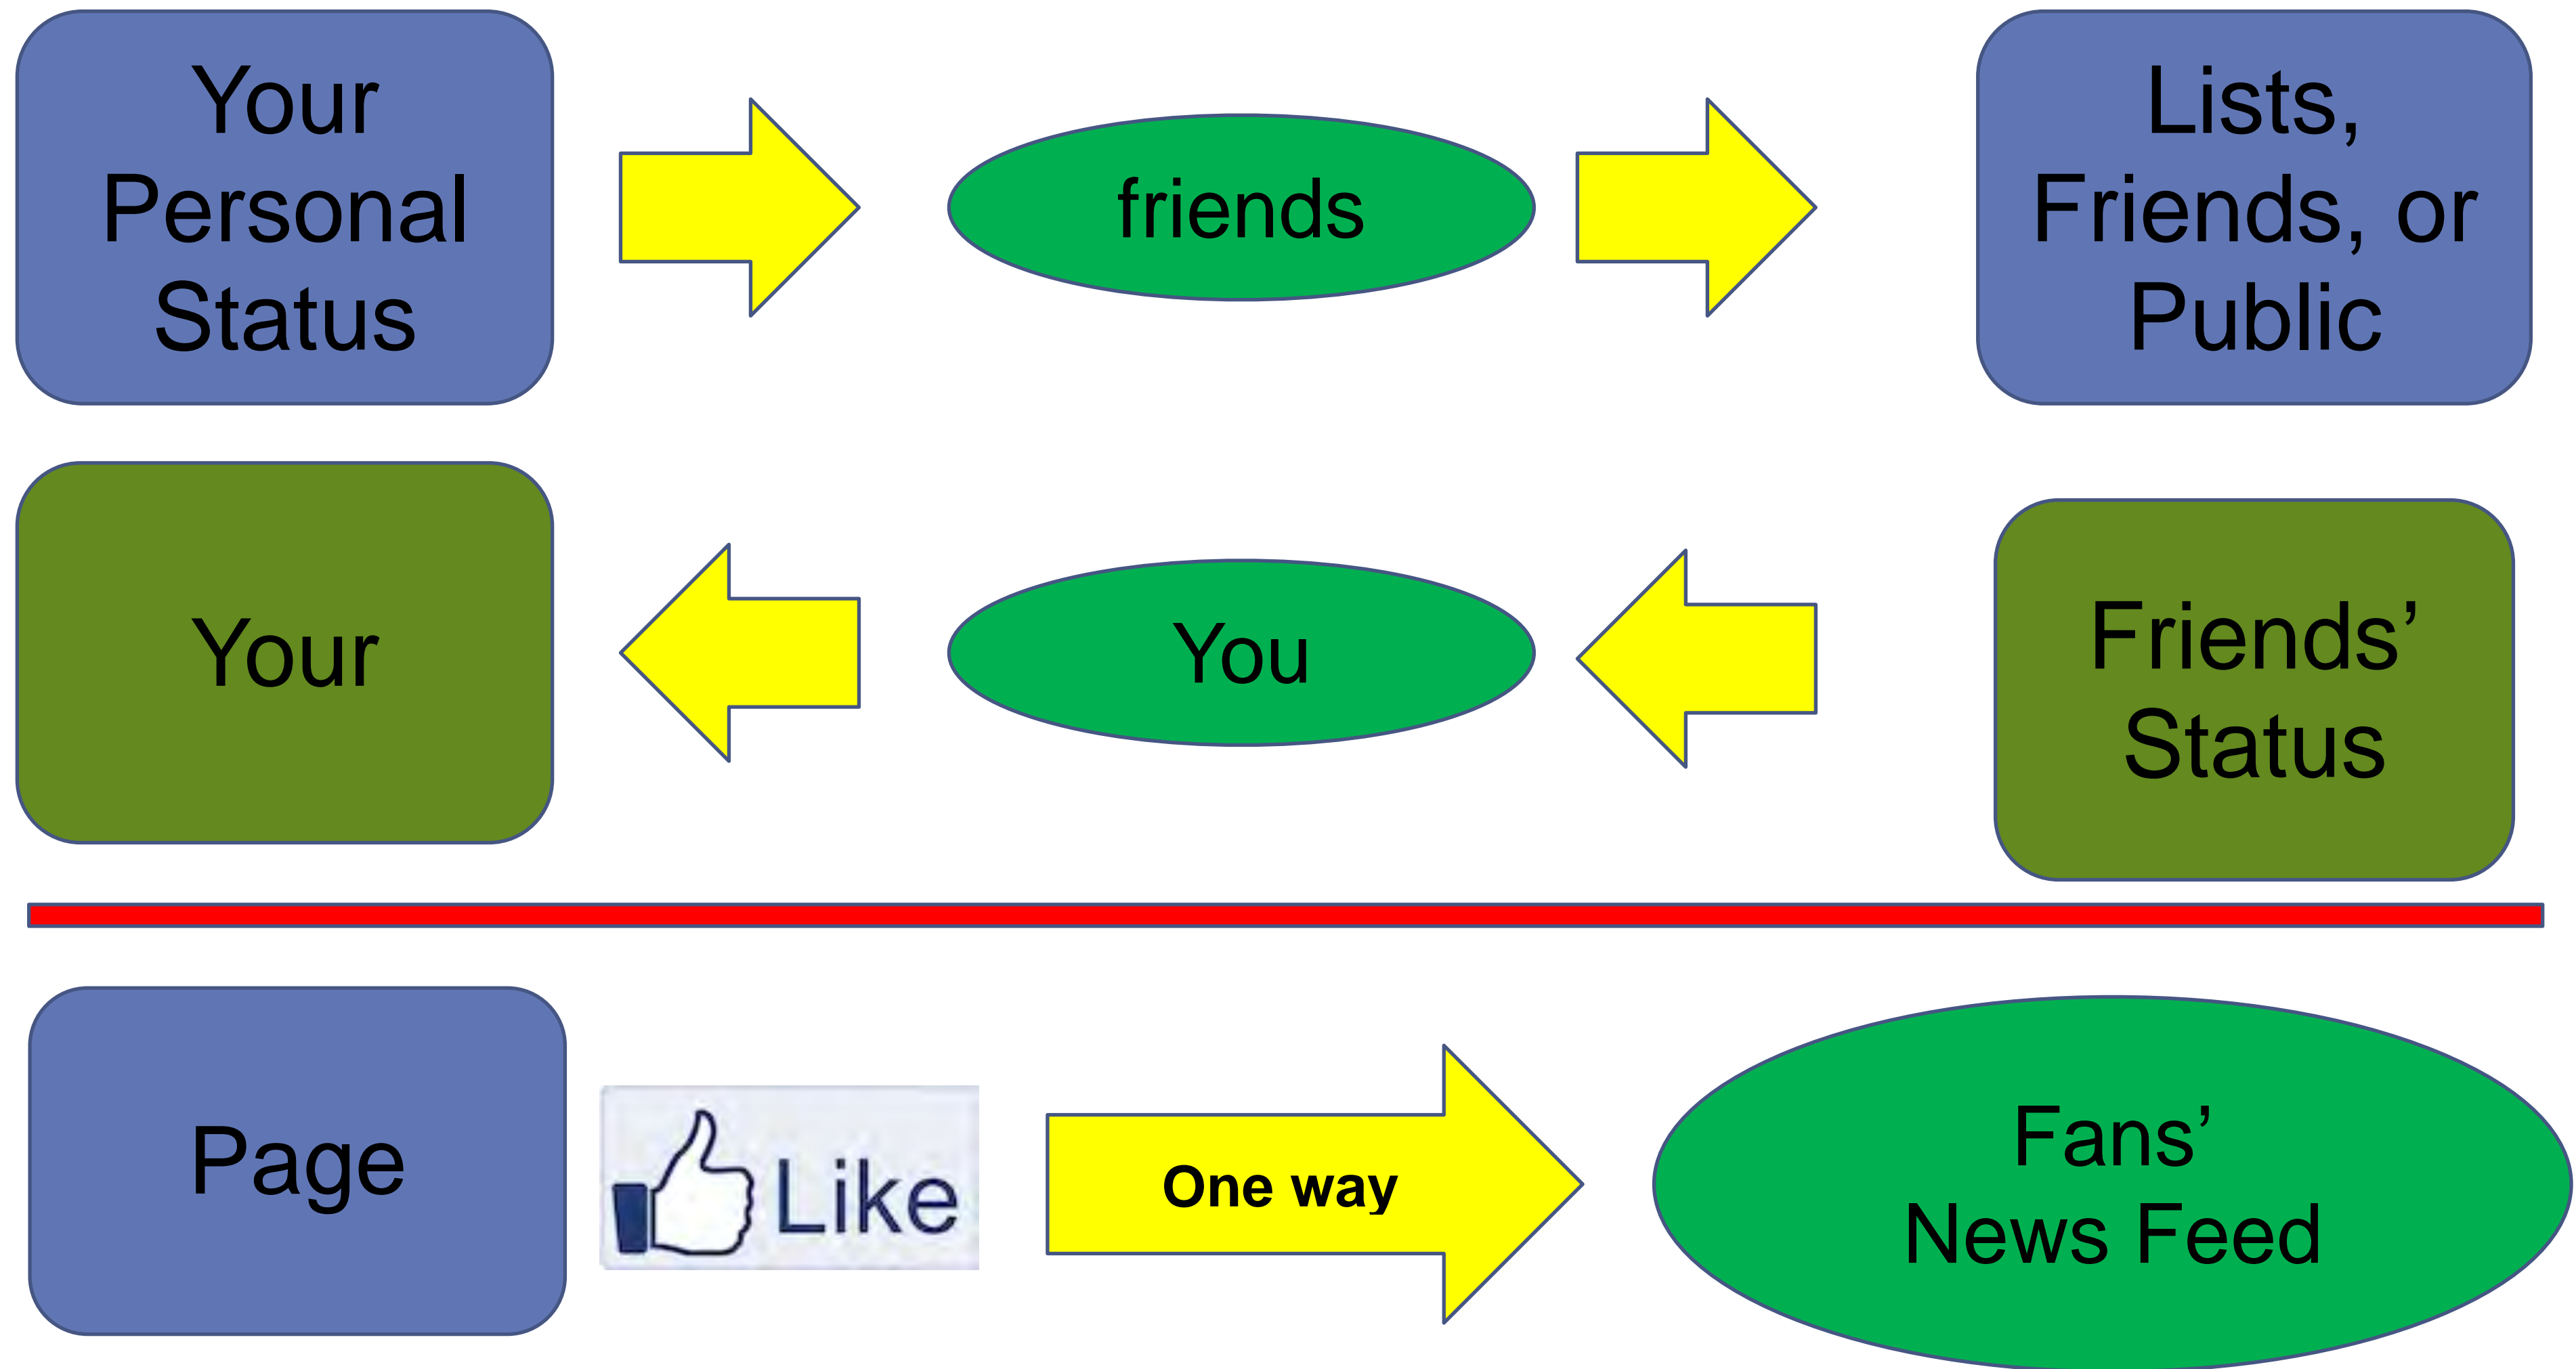 Your
Personal
Status
friends
Lists,
Friends, or
Public
Your
You
Friends’
Status
Page
Like
One way
Fans’
News Feed